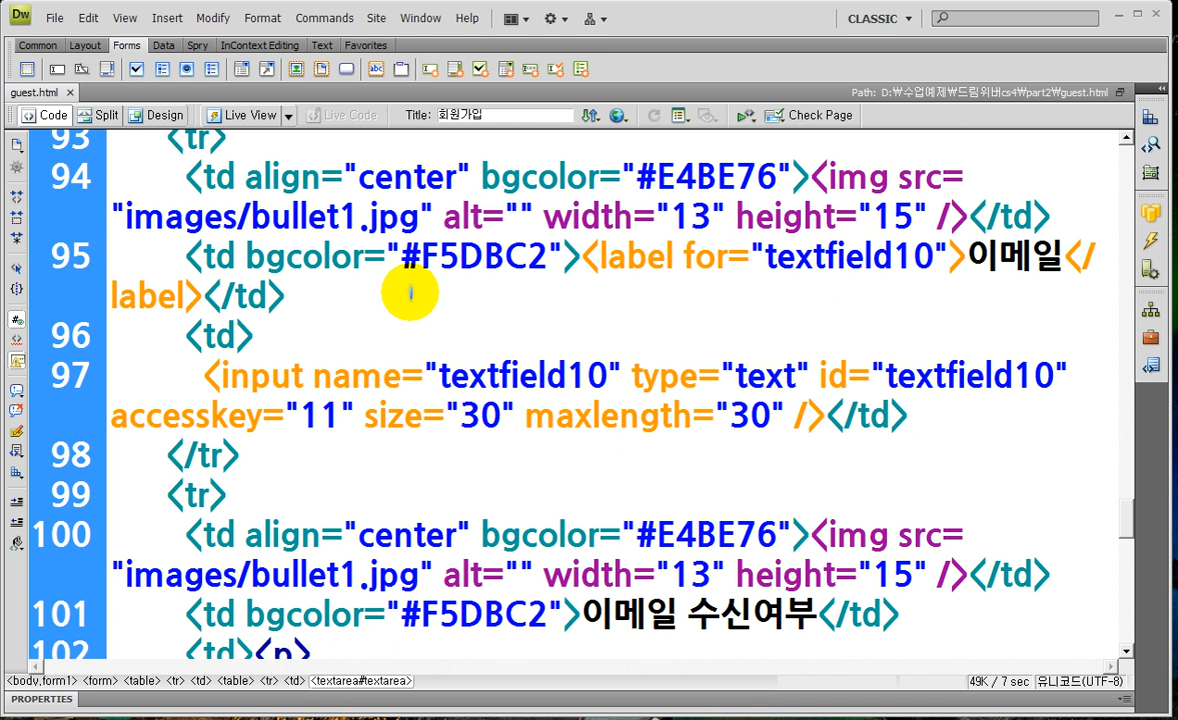 Dw File Edit View Insert Modify Format Commands Site Window Help CLASSIC
Common Layout Forms Data Spry InContext Editing Text Favorites
guest.html Path: D:\수업예제\드림위버cs4\part2\guest.html
Code Split Design Live View Live Code Title: 회원가입 Check Page
93 <tr>
94 <td align="center" bgcolor="#E4BE76"><img src=
"images/bullet1.jpg" alt="" width="13" height="15" /></td>
95 <td bgcolor="#F5DBC2"><label for="textfield10">이메일</
label></td>
96 <td>
97 <input name="textfield10" type="text" id="textfield10"
accesskey="11" size="30" maxlength="30" /></td>
98 </tr>
99 <tr>
100 <td align="center" bgcolor="#E4BE76"><img src=
"images/bullet1.jpg" alt="" width="13" height="15" /></td>
101 <td bgcolor="#F5DBC2">이메일 수신여부</td>
102 <td><p>
<body.form1> <form> <table> <tr> <td> <table> <tr> <td> <textarea#textarea> 49K / 7 sec 유니코드(UTF-8)
PROPERTIES